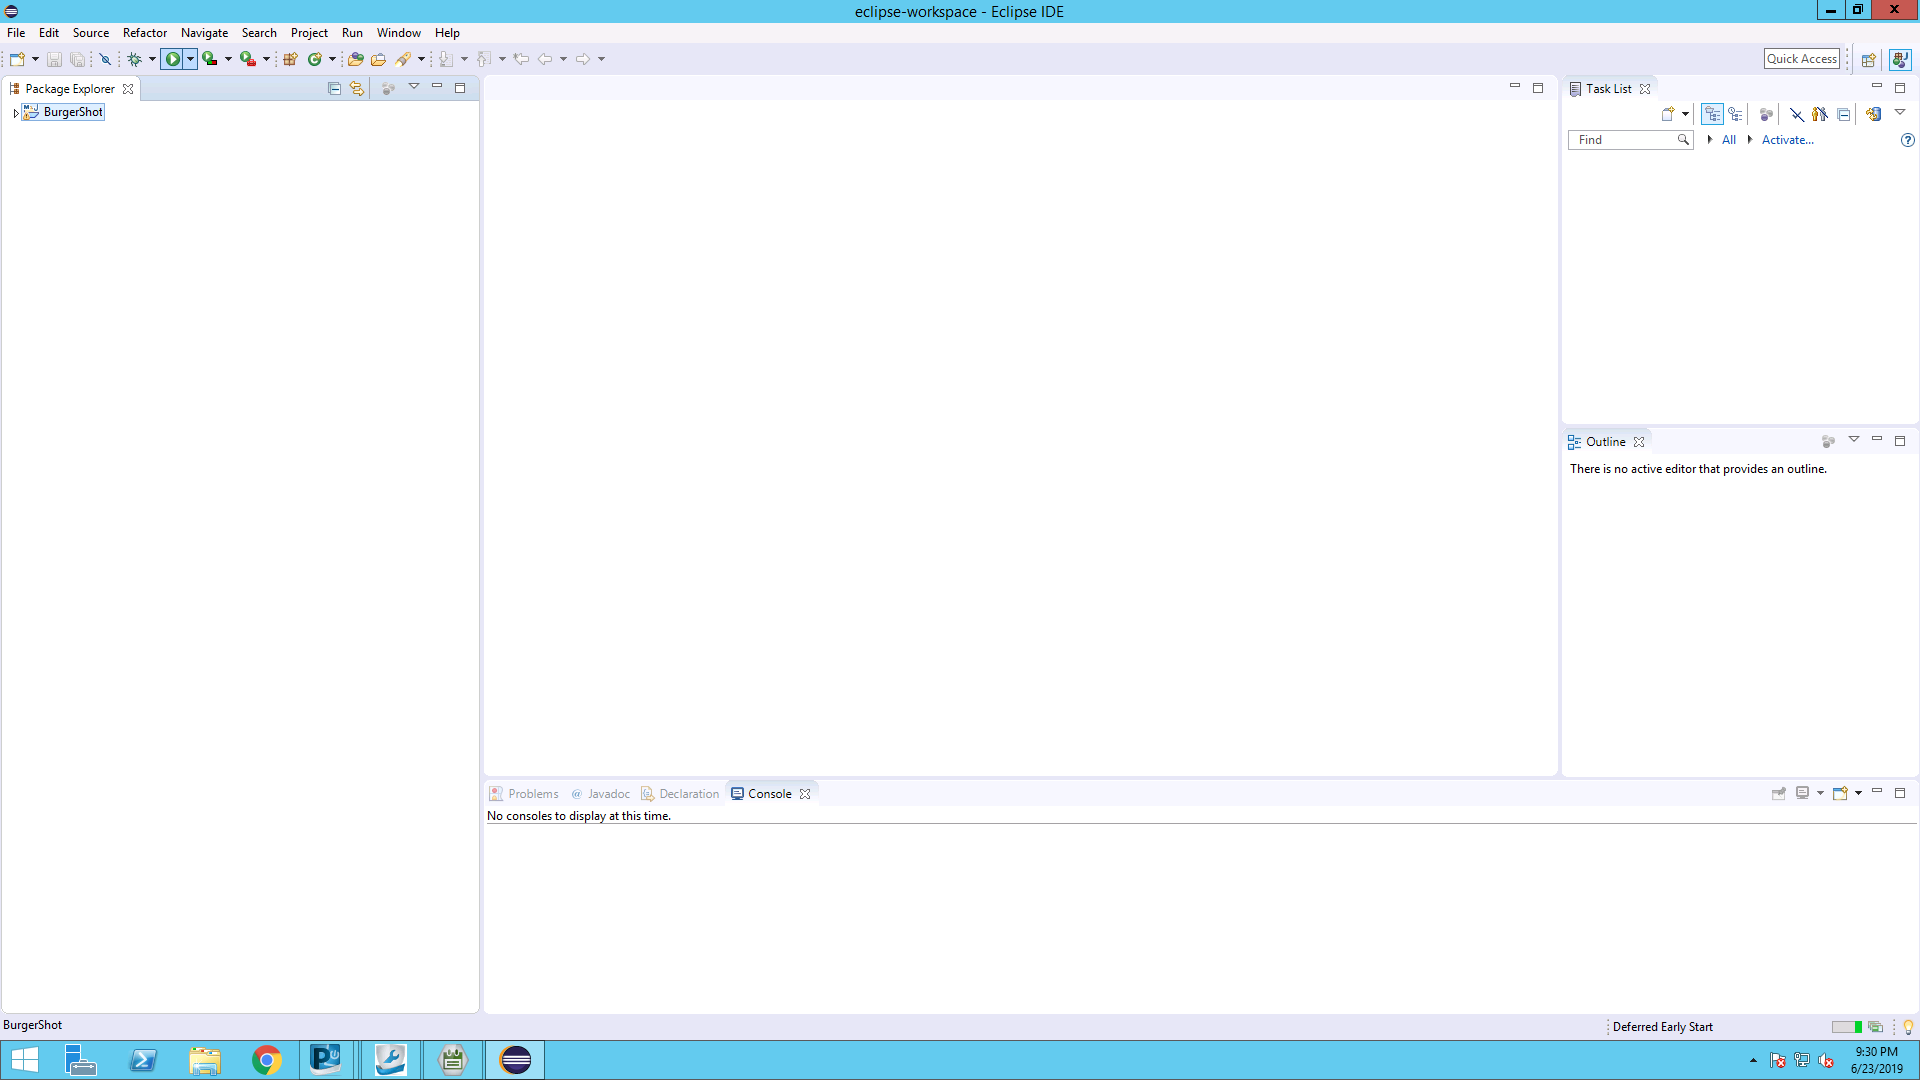 eclipse-workspace - Eclipse IDE
File Edit Source Refactor Navigate Search Project Run Window Help
Quick Access
Package Explorer
BurgerShot
Task List
Find All Activate...
Outline
There is no active editor that provides an outline.
Problems @ Javadoc Declaration Console
No consoles to display at this time.
BurgerShot
Deferred Early Start
9:30 PM
6/23/2019